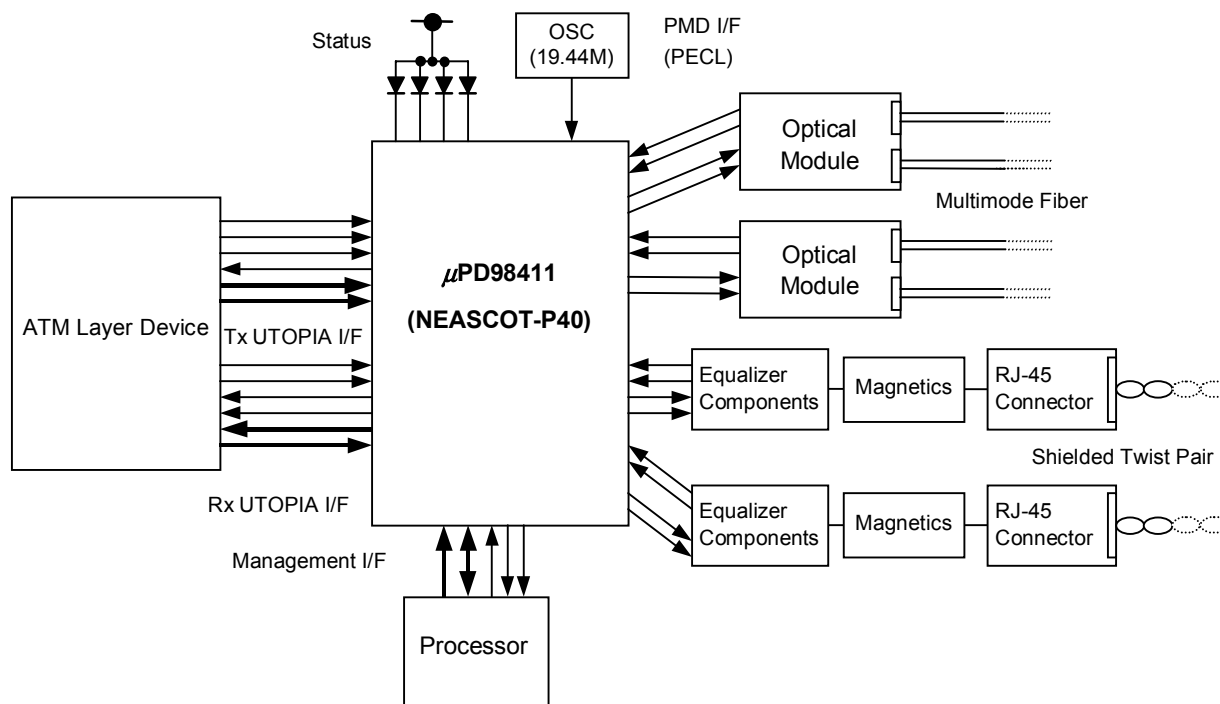 Status
OSC
(19.44M)
PMD I/F
(PECL)
Optical
Module
Multimode Fiber
Optical
Module
ATM Layer Device
Tx UTOPIA I/F
µPD98411
(NEASCOT-P40)
Equalizer
Components
Magnetics
RJ-45
Connector
Shielded Twist Pair
Rx UTOPIA I/F
Management I/F
Equalizer
Components
Magnetics
RJ-45
Connector
Processor